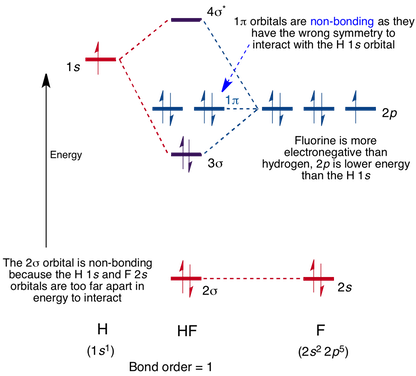 4σ*
1π orbitals are non-bonding as they
have the wrong symmetry to
interact with the H 1s orbital
1s
1π
2p
Energy
Fluorine is more
electronegative than
hydrogen, 2p is lower energy
than the H 1s
3σ
The 2σ orbital is non-bonding
because the H 1s and F 2s
orbitals are too far apart in
energy to interact
2σ
2s
H
HF
F
(1s¹)
(2s² 2p⁵)
Bond order = 1